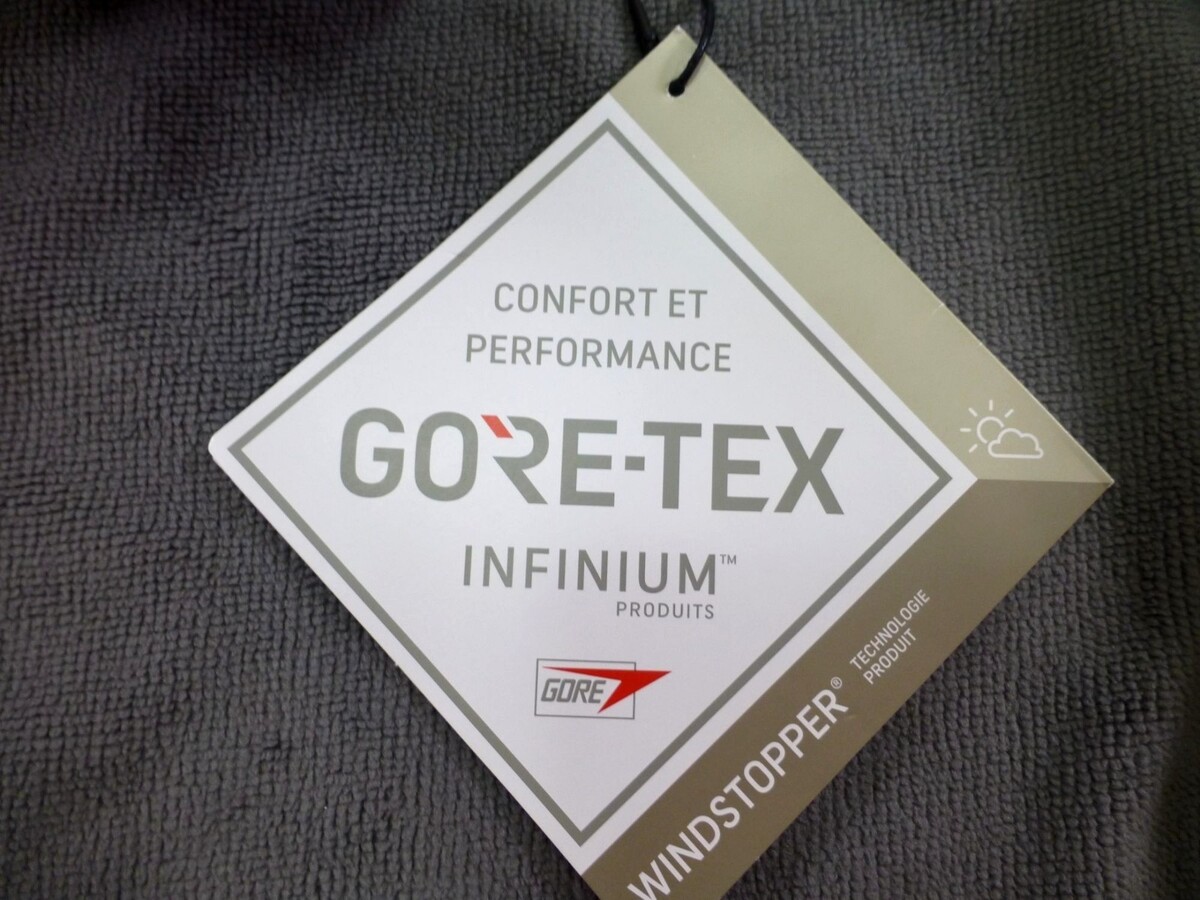 CONFORT ET
PERFORMANCE
GORE-TEX
INFINIUM™
PRODUITS
GORE
WINDSTOPPER®
TECHNOLOGIE
PRODUIT